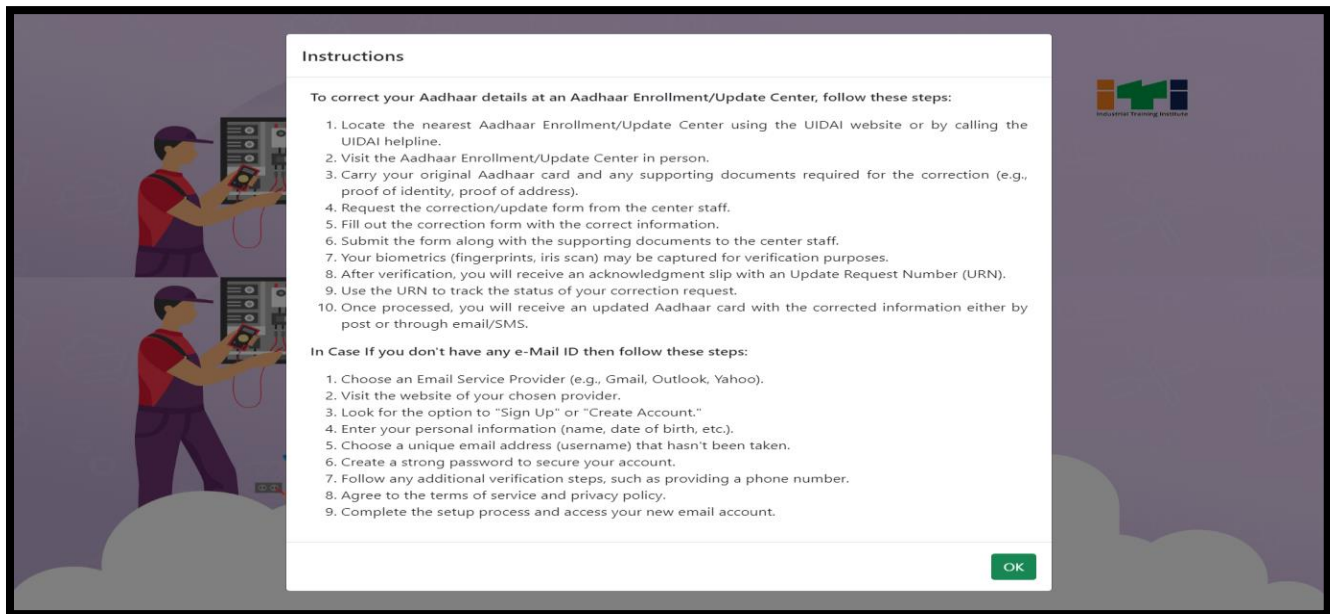 Instructions
To correct your Aadhaar details at an Aadhaar Enrollment/Update Center, follow these steps:
1. Locate the nearest Aadhaar Enrollment/Update Center using the UIDAI website or by calling the
UIDAI helpline.
2. Visit the Aadhaar Enrollment/Update Center in person.
3. Carry your original Aadhaar card and any supporting documents required for the correction (e.g.,
proof of identity, proof of address).
4. Request the correction/update form from the center staff.
5. Fill out the correction form with the correct information.
6. Submit the form along with the supporting documents to the center staff.
7. Your biometrics (fingerprints, iris scan) may be captured for verification purposes.
8. After verification, you will receive an acknowledgment slip with an Update Request Number (URN).
9. Use the URN to track the status of your correction request.
10. Once processed, you will receive an updated Aadhaar card with the corrected information either by
post or through email/SMS.
In Case If you don't have any e-Mail ID then follow these steps:
1. Choose an Email Service Provider (e.g., Gmail, Outlook, Yahoo).
2. Visit the website of your chosen provider.
3. Look for the option to "Sign Up" or "Create Account."
4. Enter your personal information (name, date of birth, etc.).
5. Choose a unique email address (username) that hasn't been taken.
6. Create a strong password to secure your account.
7. Follow any additional verification steps, such as providing a phone number.
8. Agree to the terms of service and privacy policy.
9. Complete the setup process and access your new email account.
OK
iti
Industrial Training Institute